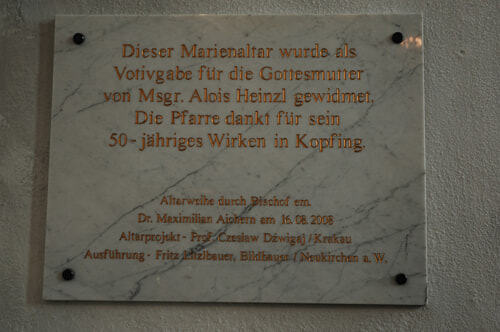 Dieser Marienaltar wurde als
Votivgabe für die Gottesmutter
von Msgr. Alois Heinzl gewidmet.
Die Pfarre dankt für sein
50-jähriges Wirken in Kopfing.
Altarweihe durch Bischof em.
Dr. Maximilian Aichern am 16.08.2008
Altarprojekt - Prof. Czesław Dźwigaj / Krakau
Ausführung - Fritz Litzlbauer, Bildhauer / Neukirchen a. W.